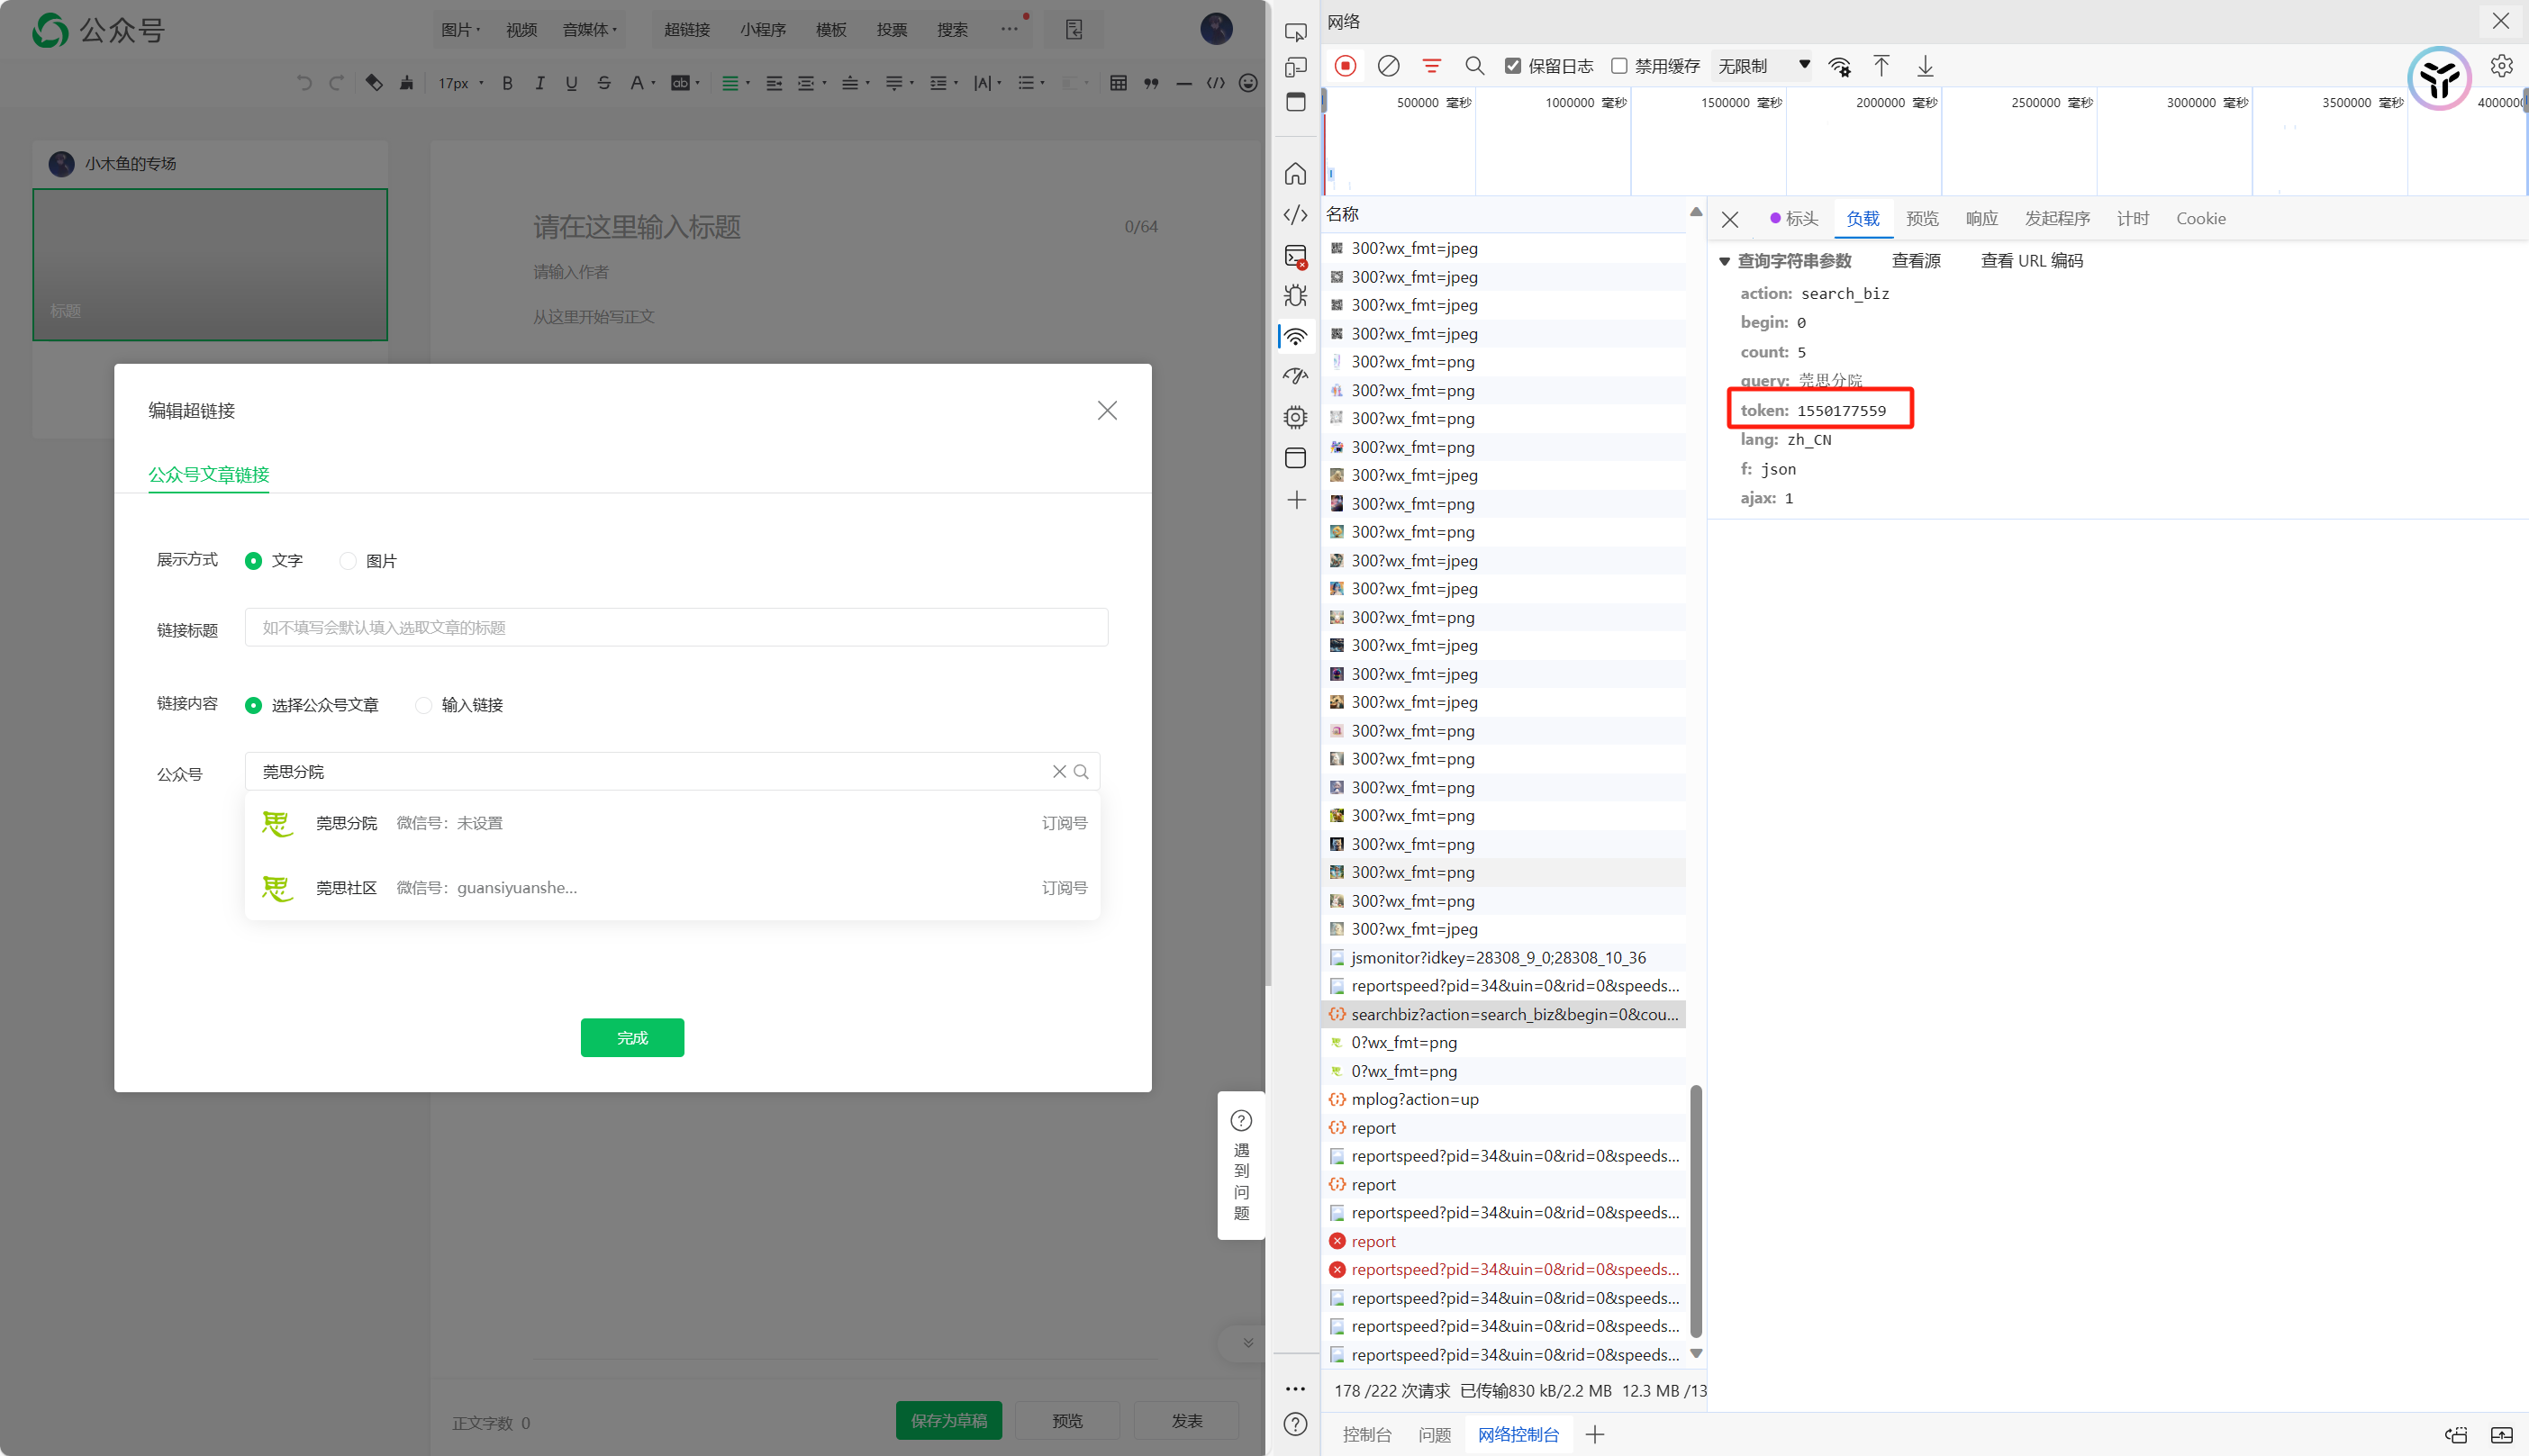 公众号
图片 视频 音媒体 超链接 小程序 模板 投票 搜索 ···
17px B I U S A ab
小木鱼的专场
标题
请在这里输入标题 0/64
请输入作者
从这里开始写正文
编辑超链接
公众号文章链接
展示方式 文字 图片
链接标题 如不填写会默认填入选取文章的标题
链接内容 选择公众号文章 输入链接
公众号 莞思分院
莞思分院 微信号：未设置 订阅号
莞思社区 微信号：guansiyuanshe... 订阅号
完成
遇到问题
正文字数 0 保存为草稿 预览 发表
网络
保留日志 禁用缓存 无限制
500000 毫秒 1000000 毫秒 1500000 毫秒 2000000 毫秒 2500000 毫秒 3000000 毫秒 3500000 毫秒 400000
名称
300?wx_fmt=jpeg
300?wx_fmt=jpeg
300?wx_fmt=jpeg
300?wx_fmt=jpeg
300?wx_fmt=png
300?wx_fmt=png
300?wx_fmt=png
300?wx_fmt=png
300?wx_fmt=jpeg
300?wx_fmt=png
300?wx_fmt=png
300?wx_fmt=jpeg
300?wx_fmt=jpeg
300?wx_fmt=png
300?wx_fmt=jpeg
300?wx_fmt=jpeg
300?wx_fmt=jpeg
300?wx_fmt=png
300?wx_fmt=png
300?wx_fmt=png
300?wx_fmt=png
300?wx_fmt=png
300?wx_fmt=png
300?wx_fmt=png
300?wx_fmt=jpeg
jsmonitor?idkey=28308_9_0;28308_10_36
reportspeed?pid=34&uin=0&rid=0&speeds...
searchbiz?action=search_biz&begin=0&cou...
0?wx_fmt=png
0?wx_fmt=png
mplog?action=up
report
reportspeed?pid=34&uin=0&rid=0&speeds...
report
reportspeed?pid=34&uin=0&rid=0&speeds...
report
reportspeed?pid=34&uin=0&rid=0&speeds...
reportspeed?pid=34&uin=0&rid=0&speeds...
reportspeed?pid=34&uin=0&rid=0&speeds...
reportspeed?pid=34&uin=0&rid=0&speeds...
178 /222 次请求 已传输830 kB/2.2 MB 12.3 MB /13
标头 负载 预览 响应 发起程序 计时 Cookie
查询字符串参数 查看源 查看 URL 编码
action: search_biz
begin: 0
count: 5
query: 莞思分院
token: 1550177559
lang: zh_CN
f: json
ajax: 1
控制台 问题 网络控制台